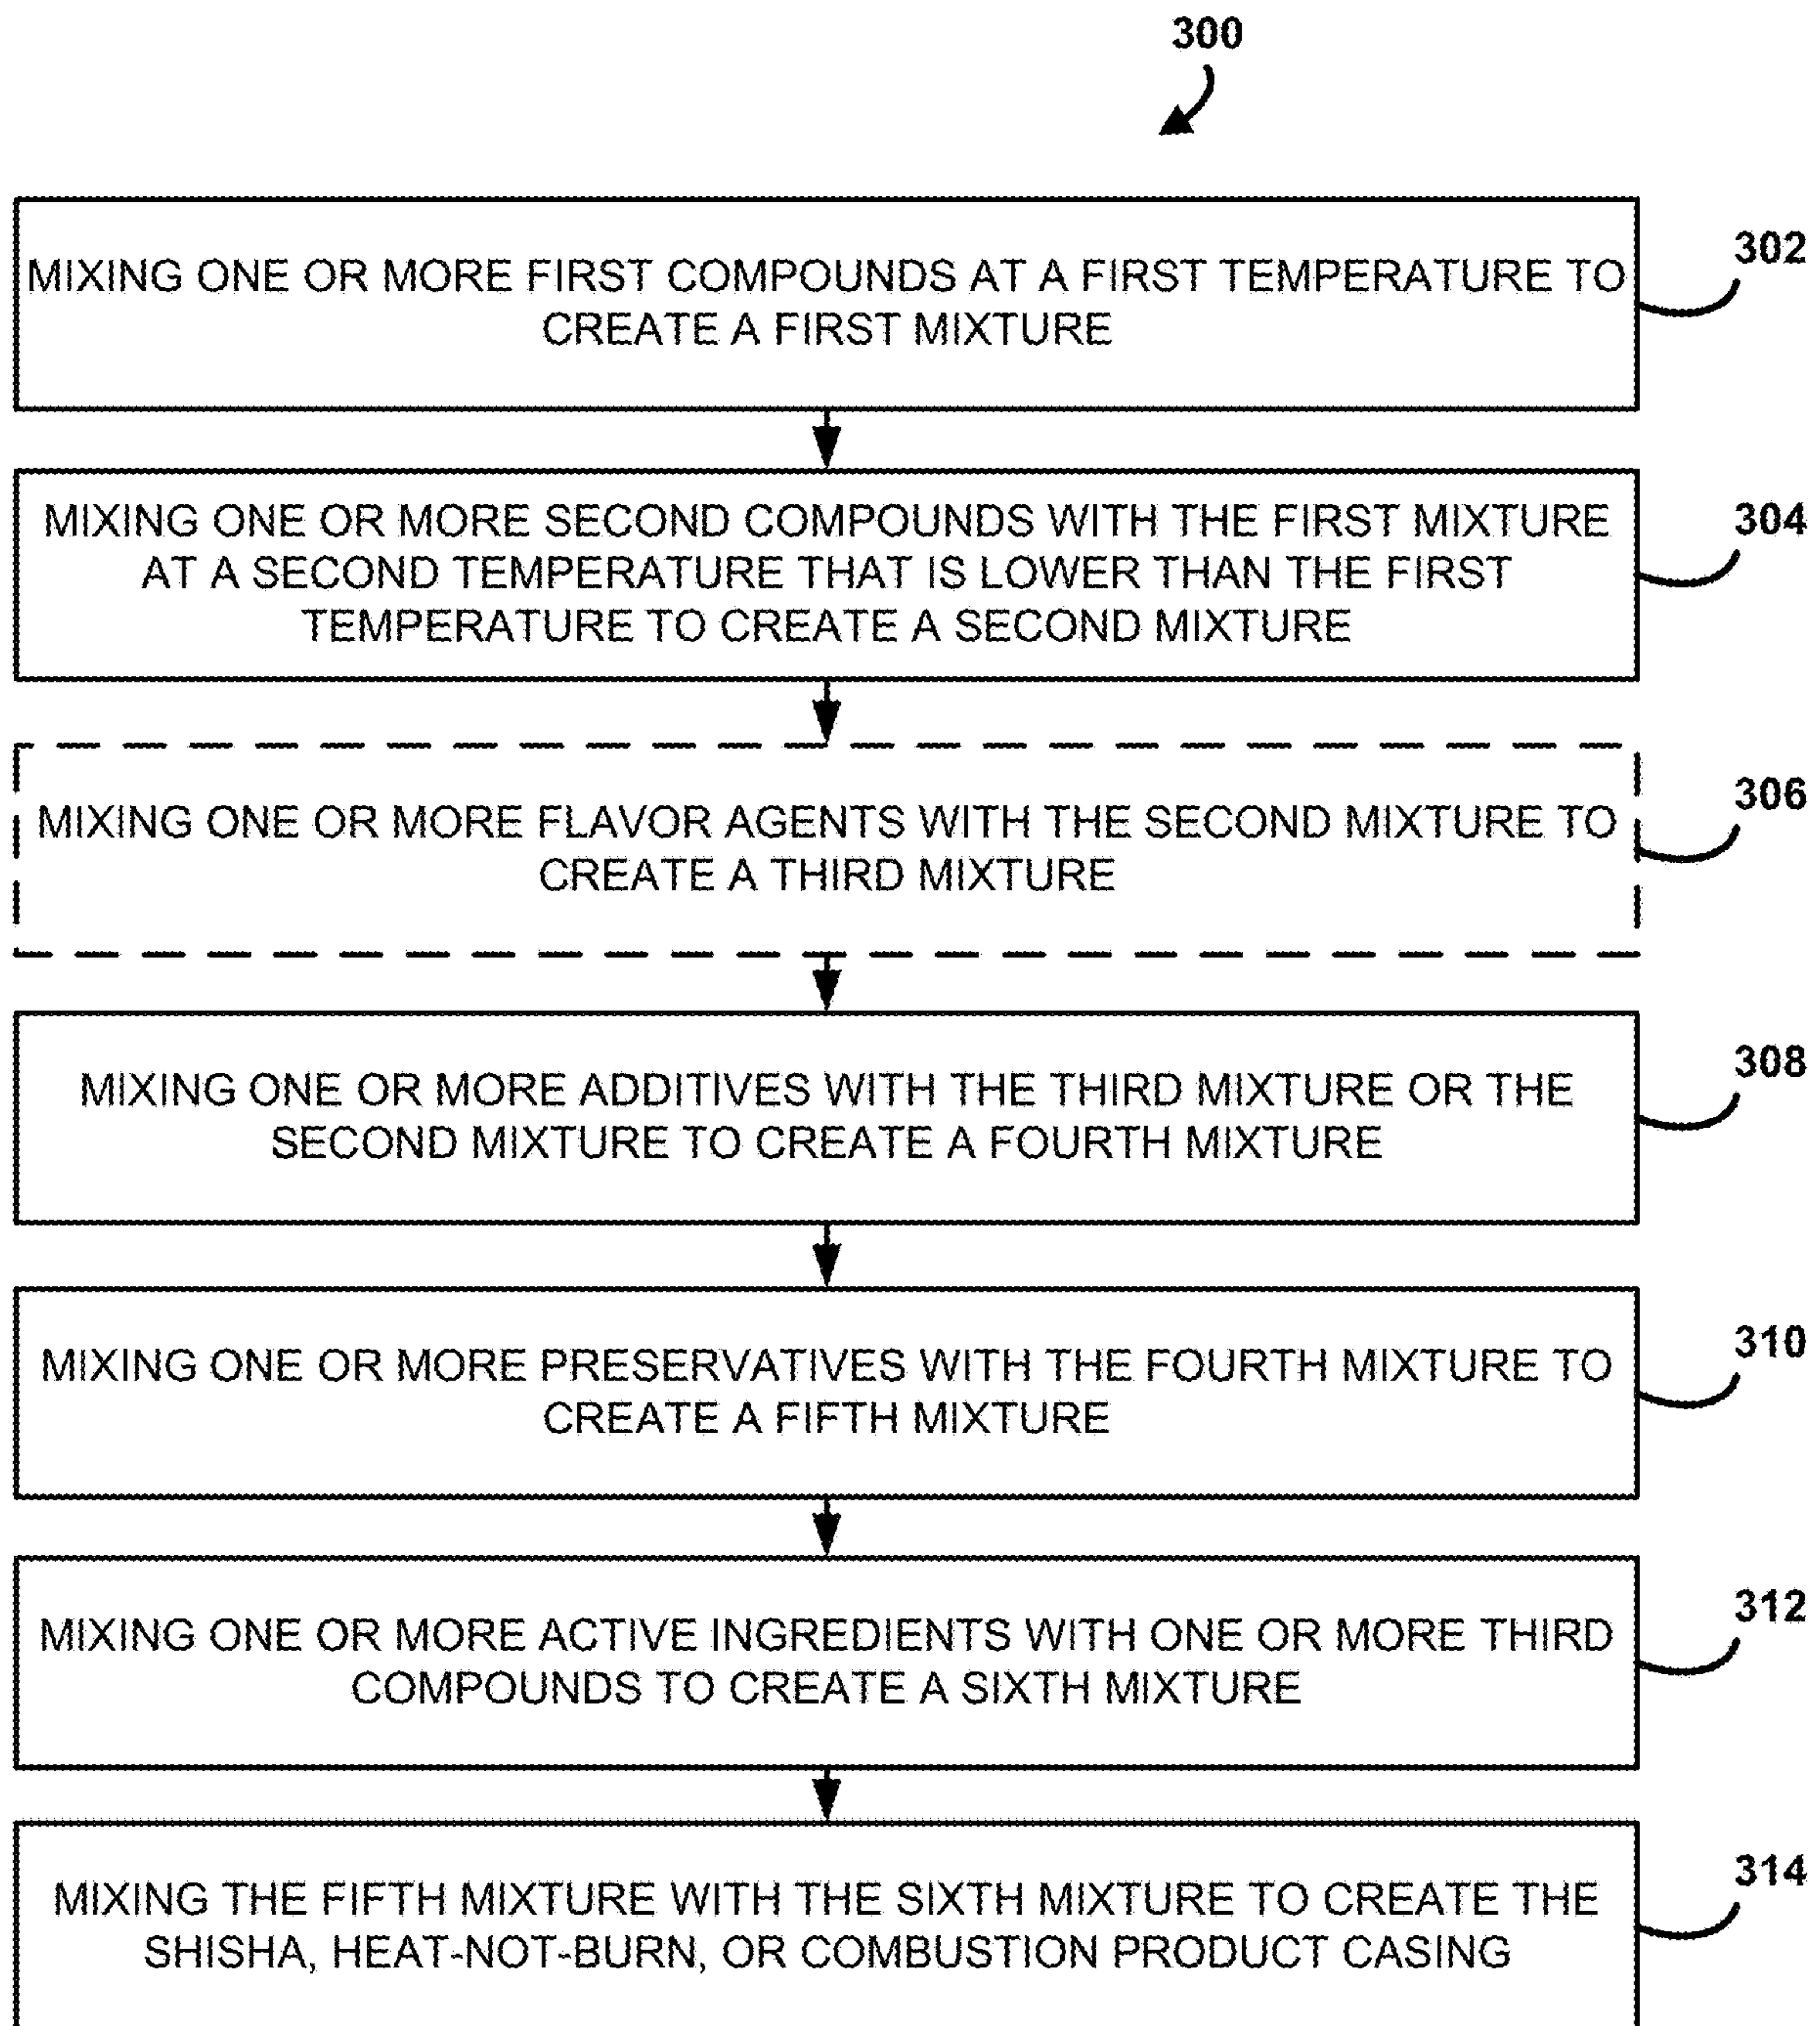 300
MIXING ONE OR MORE FIRST COMPOUNDS AT A FIRST TEMPERATURE TO
CREATE A FIRST MIXTURE
302
MIXING ONE OR MORE SECOND COMPOUNDS WITH THE FIRST MIXTURE
AT A SECOND TEMPERATURE THAT IS LOWER THAN THE FIRST
TEMPERATURE TO CREATE A SECOND MIXTURE
304
MIXING ONE OR MORE FLAVOR AGENTS WITH THE SECOND MIXTURE TO
CREATE A THIRD MIXTURE
306
MIXING ONE OR MORE ADDITIVES WITH THE THIRD MIXTURE OR THE
SECOND MIXTURE TO CREATE A FOURTH MIXTURE
308
MIXING ONE OR MORE PRESERVATIVES WITH THE FOURTH MIXTURE TO
CREATE A FIFTH MIXTURE
310
MIXING ONE OR MORE ACTIVE INGREDIENTS WITH ONE OR MORE THIRD
COMPOUNDS TO CREATE A SIXTH MIXTURE
312
MIXING THE FIFTH MIXTURE WITH THE SIXTH MIXTURE TO CREATE THE
SHISHA, HEAT-NOT-BURN, OR COMBUSTION PRODUCT CASING
314